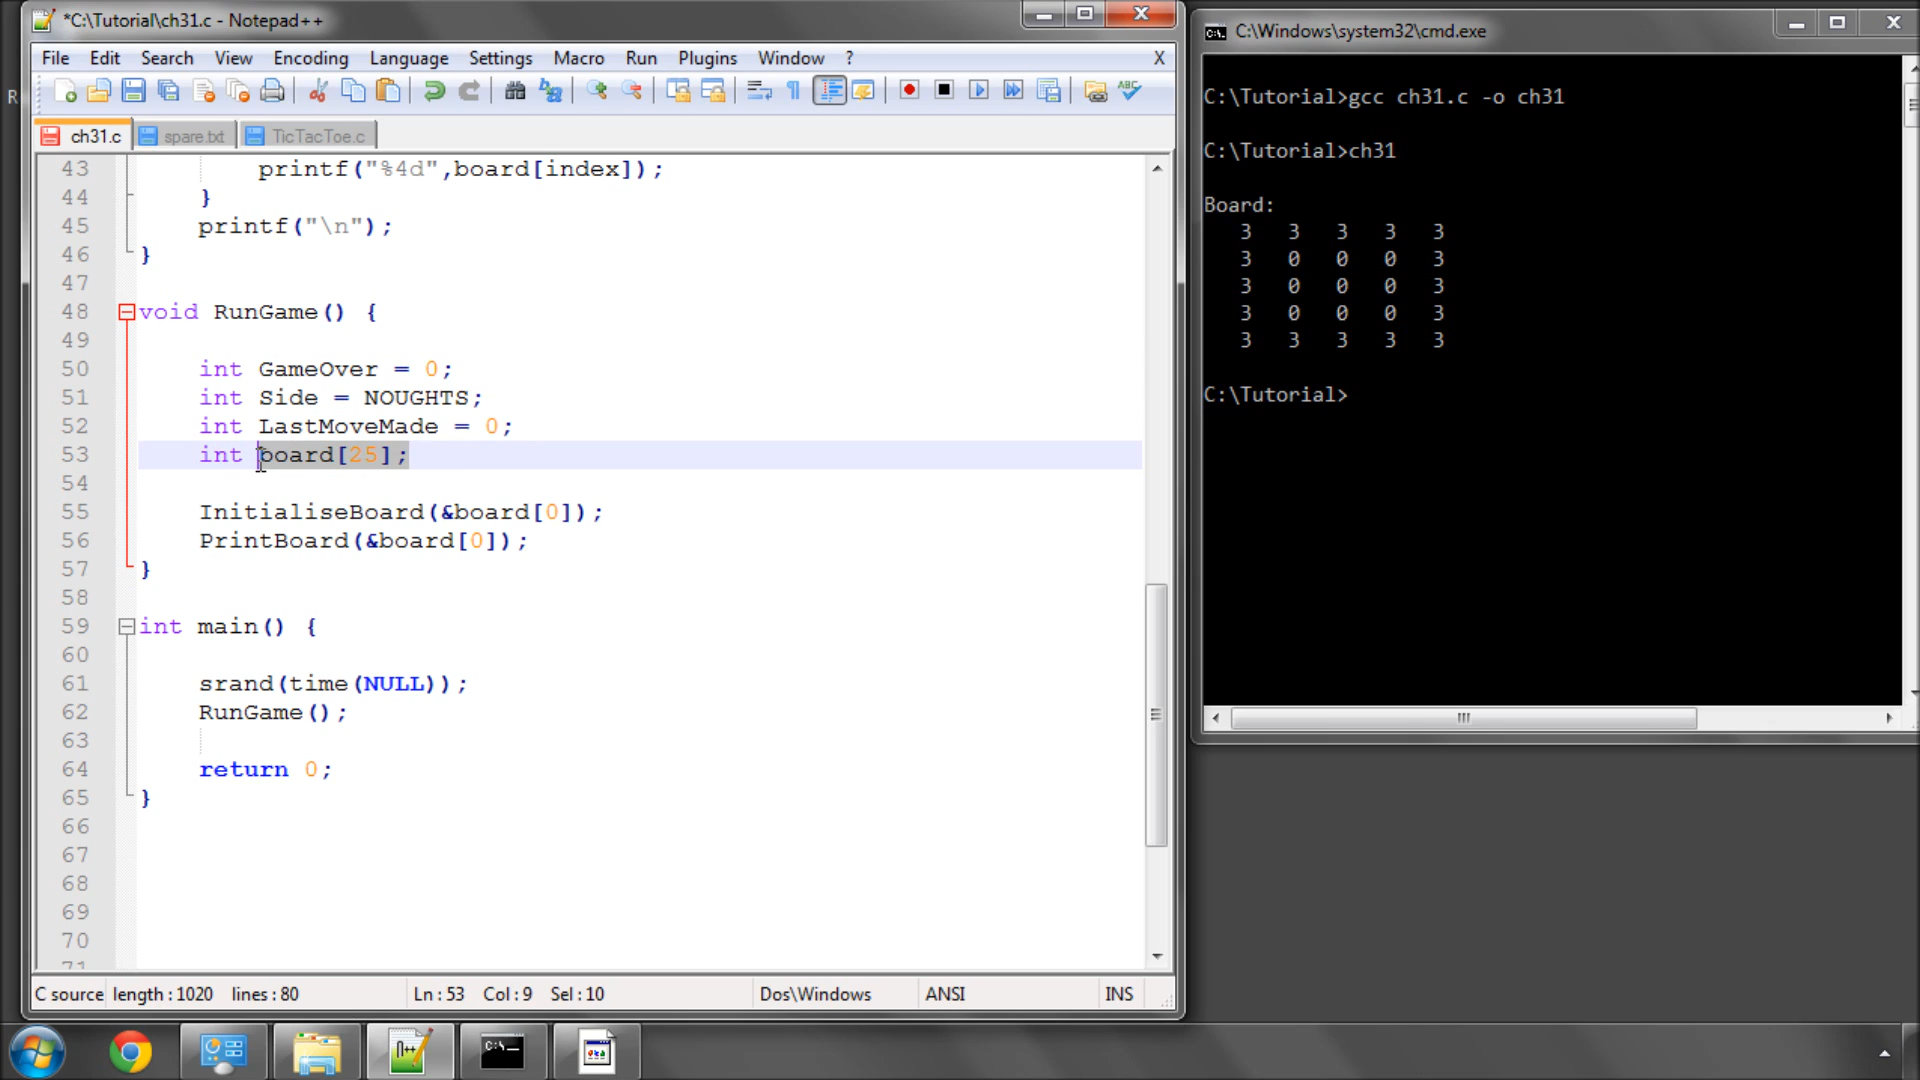 *C:\Tutorial\ch31.c - Notepad++
File Edit Search View Encoding Language Settings Macro Run Plugins Window ? X
ch31.c spare.txt TicTacToe.c
43 printf("%4d",board[index]);
44 }
45 printf("\n");
46 }
47
48 void RunGame() {
49
50 int GameOver = 0;
51 int Side = NOUGHTS;
52 int LastMoveMade = 0;
53 int board[25];
54
55 InitialiseBoard(&board[0]);
56 PrintBoard(&board[0]);
57 }
58
59 int main() {
60
61 srand(time(NULL));
62 RunGame();
63
64 return 0;
65 }
66
67
68
69
70
71
C source length : 1020 lines : 80 Ln : 53 Col : 9 Sel : 10 Dos\Windows ANSI INS
C:\Windows\system32\cmd.exe
C:\Tutorial>gcc ch31.c -o ch31
C:\Tutorial>ch31
Board:
3 3 3 3 3
3 0 0 0 3
3 0 0 0 3
3 0 0 0 3
3 3 3 3 3
C:\Tutorial>
R